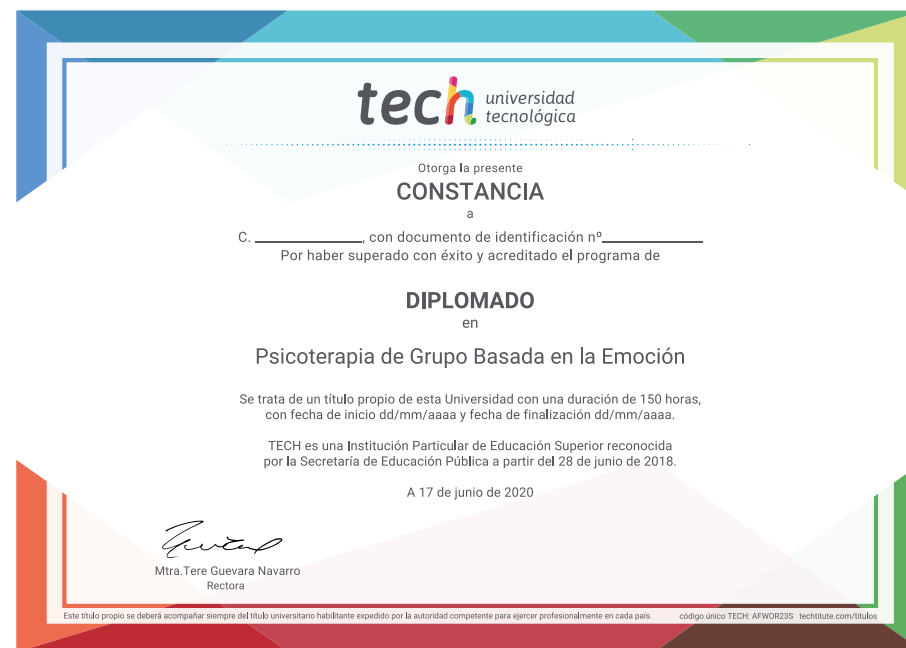 tech universidad
tecnológica
Otorga la presente
CONSTANCIA
a
C. ____________, con documento de identificación nº____________
Por haber superado con éxito y acreditado el programa de
DIPLOMADO
en
Psicoterapia de Grupo Basada en la Emoción
Se trata de un título propio de esta Universidad con una duración de 150 horas,
con fecha de inicio dd/mm/aaaa y fecha de finalización dd/mm/aaaa.
TECH es una Institución Particular de Educación Superior reconocida
por la Secretaría de Educación Pública a partir del 28 de junio de 2018.
A 17 de junio de 2020
Mtra.Tere Guevara Navarro
Rectora
Este título propio se deberá acompañar siempre del título universitario habilitante expedido por la autoridad competente para ejercer profesionalmente en cada país. código único TECH: AFWOR23S techtitute.com/titulos